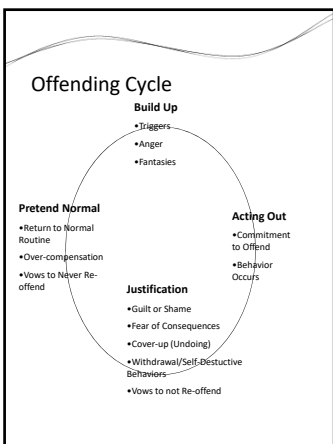 Offending Cycle
Build Up
•Triggers
•Anger
•Fantasies
Pretend Normal
•Return to Normal
Routine
•Over-compensation
•Vows to Never Re-
offend
Acting Out
•Commitment
to Offend
•Behavior
Occurs
Justification
•Guilt or Shame
•Fear of Consequences
•Cover-up (Undoing)
•Withdrawal/Self-Destuctive
Behaviors
•Vows to not Re-offend